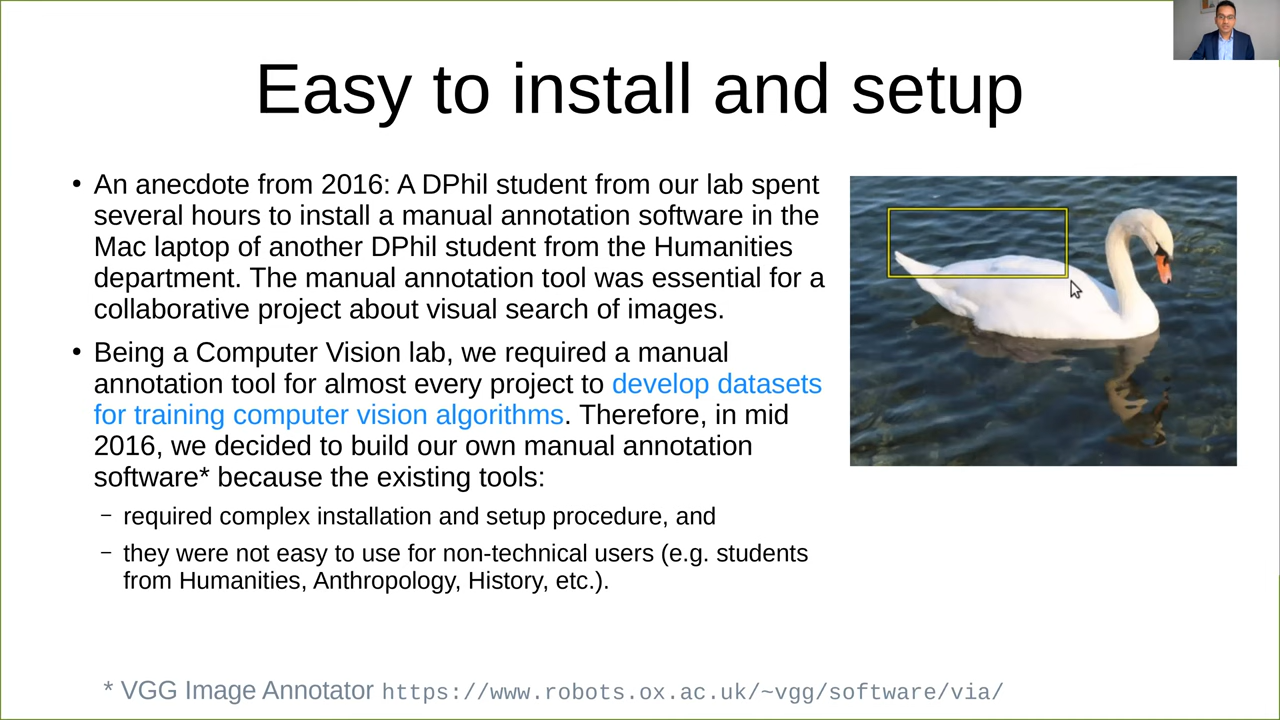 Easy to install and setup
• An anecdote from 2016: A DPhil student from our lab spent
several hours to install a manual annotation software in the
Mac laptop of another DPhil student from the Humanities
department. The manual annotation tool was essential for a
collaborative project about visual search of images.
• Being a Computer Vision lab, we required a manual
annotation tool for almost every project to develop datasets
for training computer vision algorithms. Therefore, in mid
2016, we decided to build our own manual annotation
software* because the existing tools:
– required complex installation and setup procedure, and
– they were not easy to use for non-technical users (e.g. students
from Humanities, Anthropology, History, etc.).
* VGG Image Annotator https://www.robots.ox.ac.uk/~vgg/software/via/